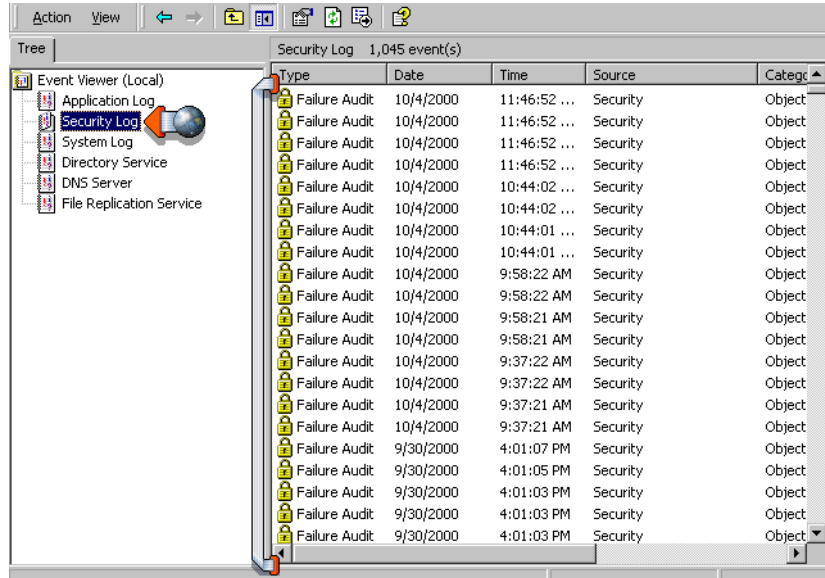 Action View
Tree
Security Log 1,045 event(s)
Event Viewer (Local)
Application Log
Security Log
System Log
Directory Service
DNS Server
File Replication Service
Type Date Time Source Catego
Failure Audit 10/4/2000 11:46:52 ... Security Object
Failure Audit 10/4/2000 11:46:52 ... Security Object
Failure Audit 10/4/2000 11:46:52 ... Security Object
Failure Audit 10/4/2000 11:46:52 ... Security Object
Failure Audit 10/4/2000 10:44:02 ... Security Object
Failure Audit 10/4/2000 10:44:02 ... Security Object
Failure Audit 10/4/2000 10:44:01 ... Security Object
Failure Audit 10/4/2000 10:44:01 ... Security Object
Failure Audit 10/4/2000 9:58:22 AM Security Object
Failure Audit 10/4/2000 9:58:22 AM Security Object
Failure Audit 10/4/2000 9:58:21 AM Security Object
Failure Audit 10/4/2000 9:58:21 AM Security Object
Failure Audit 10/4/2000 9:37:22 AM Security Object
Failure Audit 10/4/2000 9:37:22 AM Security Object
Failure Audit 10/4/2000 9:37:21 AM Security Object
Failure Audit 10/4/2000 9:37:21 AM Security Object
Failure Audit 9/30/2000 4:01:07 PM Security Object
Failure Audit 9/30/2000 4:01:05 PM Security Object
Failure Audit 9/30/2000 4:01:03 PM Security Object
Failure Audit 9/30/2000 4:01:03 PM Security Object
Failure Audit 9/30/2000 4:01:03 PM Security Object